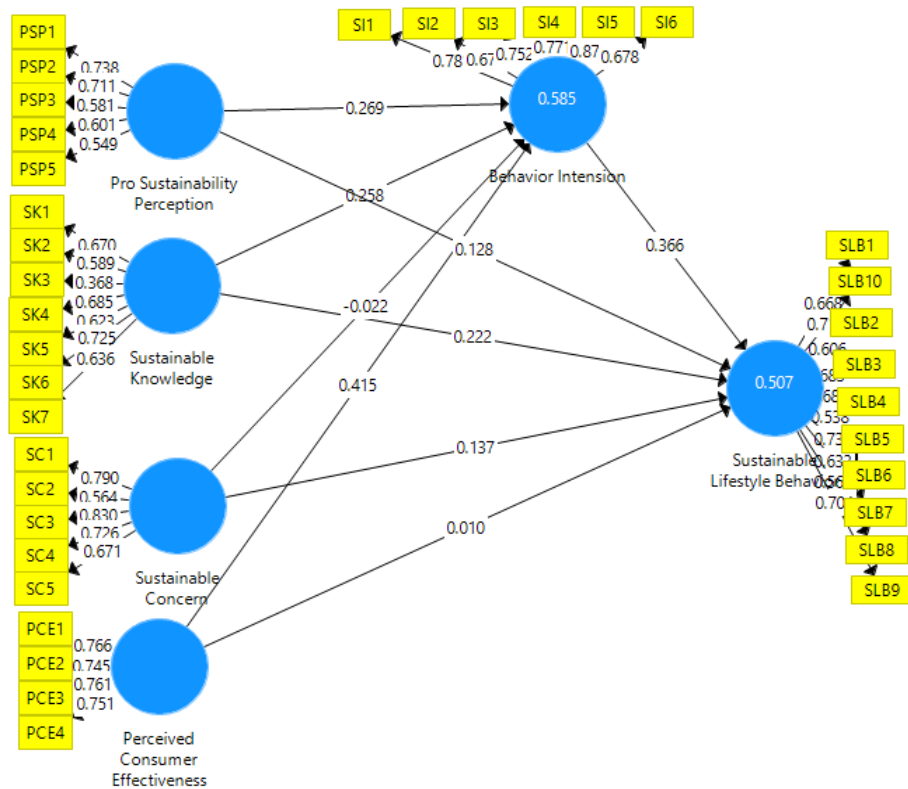 SI1
SI2
SI3
SI4
SI5
SI6
0.78
0.67
0.752
0.771
0.87
0.678
PSP1
PSP2
PSP3
PSP4
PSP5
0.738
0.711
0.581
0.601
0.549
Pro Sustainability
Perception
0.269
0.585
Behavior Intension
SK1
SK2
SK3
SK4
SK5
SK6
SK7
0.670
0.589
0.368
0.685
0.623
0.725
0.636
Sustainable
Knowledge
0.258
0.128
0.366
-0.022
0.222
0.415
SLB1
SLB10
SLB2
SLB3
SLB4
SLB5
SLB6
SLB7
SLB8
SLB9
0.668
0.606
0.538
0.507
Sustainable
Lifestyle Behavi
SC1
SC2
SC3
SC4
SC5
0.790
0.564
0.830
0.726
0.671
Sustainable
Concern
0.137
0.010
PCE1
PCE2
PCE3
PCE4
0.766
0.745
0.761
0.751
Perceived
Consumer
Effectiveness